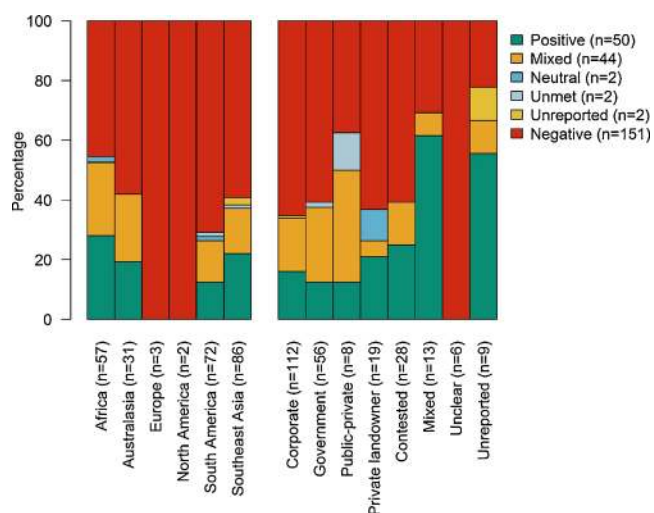 Percentage
100
80
60
40
20
0
Africa (n=57)
Australasia (n=31)
Europe (n=3)
North America (n=2)
South America (n=72)
Southeast Asia (n=86)
Corporate (n=112)
Government (n=56)
Public-private (n=8)
Private landowner (n=19)
Contested (n=28)
Mixed (n=13)
Unclear (n=6)
Unreported (n=9)
Positive (n=50)
Mixed (n=44)
Neutral (n=2)
Unmet (n=2)
Unreported (n=2)
Negative (n=151)